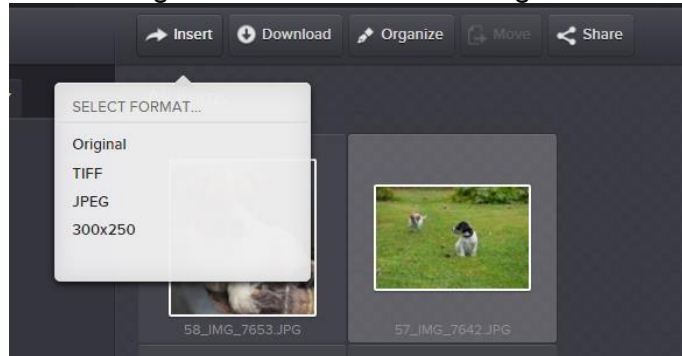 Insert Download Organize Move Share
SELECT FORMAT...
Original
TIFF
JPEG
300x250
58_IMG_7653.JPG 57_IMG_7642.JPG